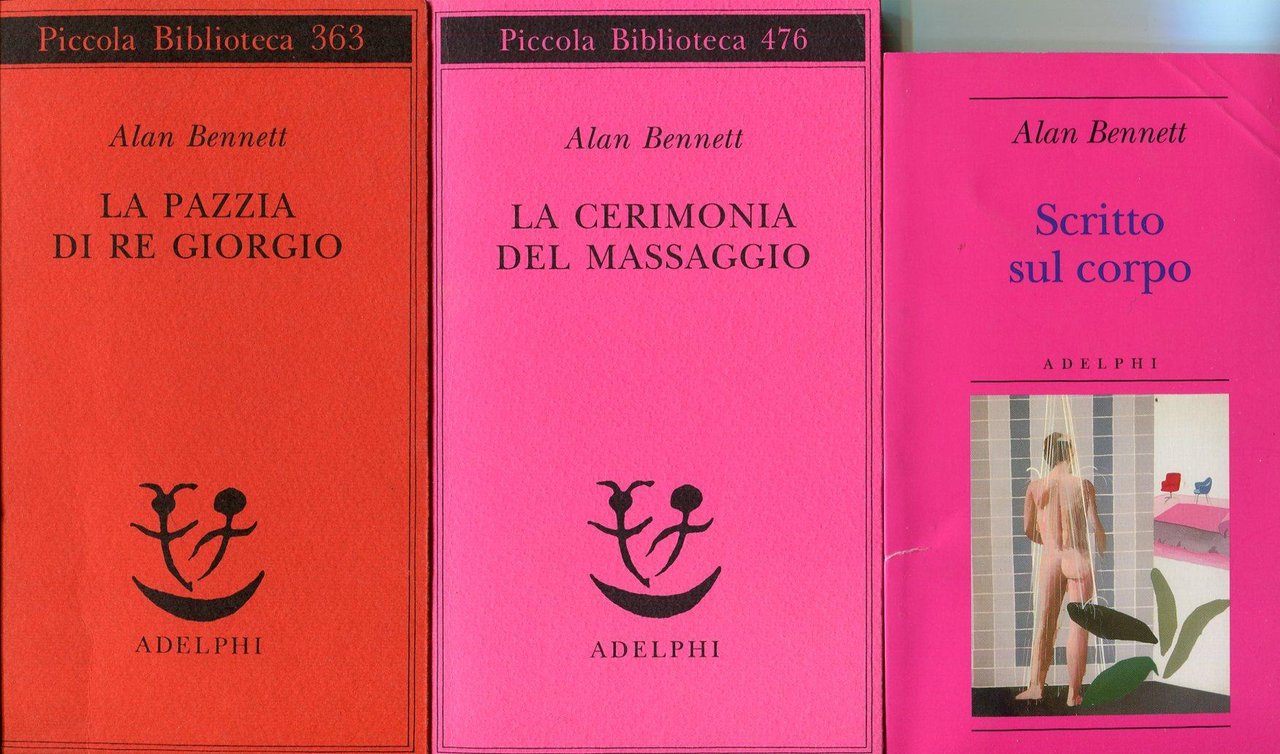 Piccola Biblioteca 363
Alan Bennett
LA PAZZIA
DI RE GIORGIO
ADELPHI
Piccola Biblioteca 476
Alan Bennett
LA CERIMONIA
DEL MASSAGGIO
ADELPHI
Alan Bennett
Scritto
sul corpo
ADELPHI